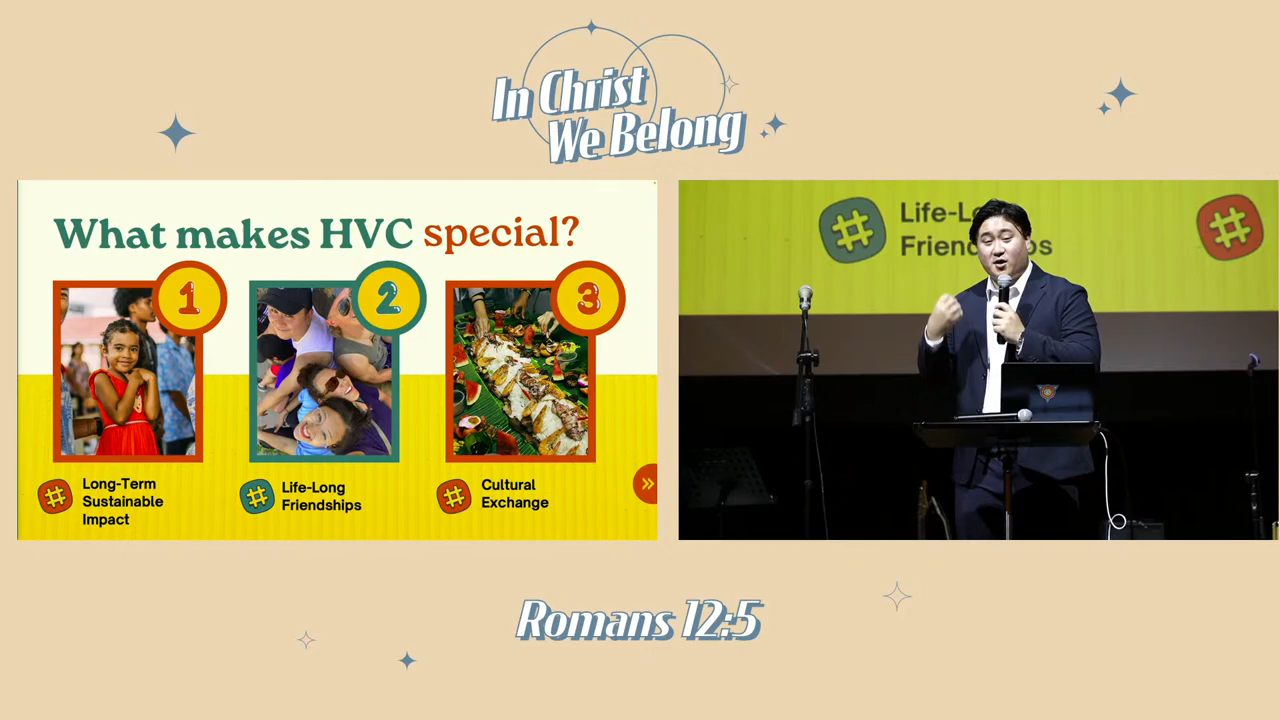 In Christ
We Belong
What makes HVC special?
1
2
3
Long-Term
Sustainable
Impact
Life-Long
Friendships
Cultural
Exchange
Romans 12:5